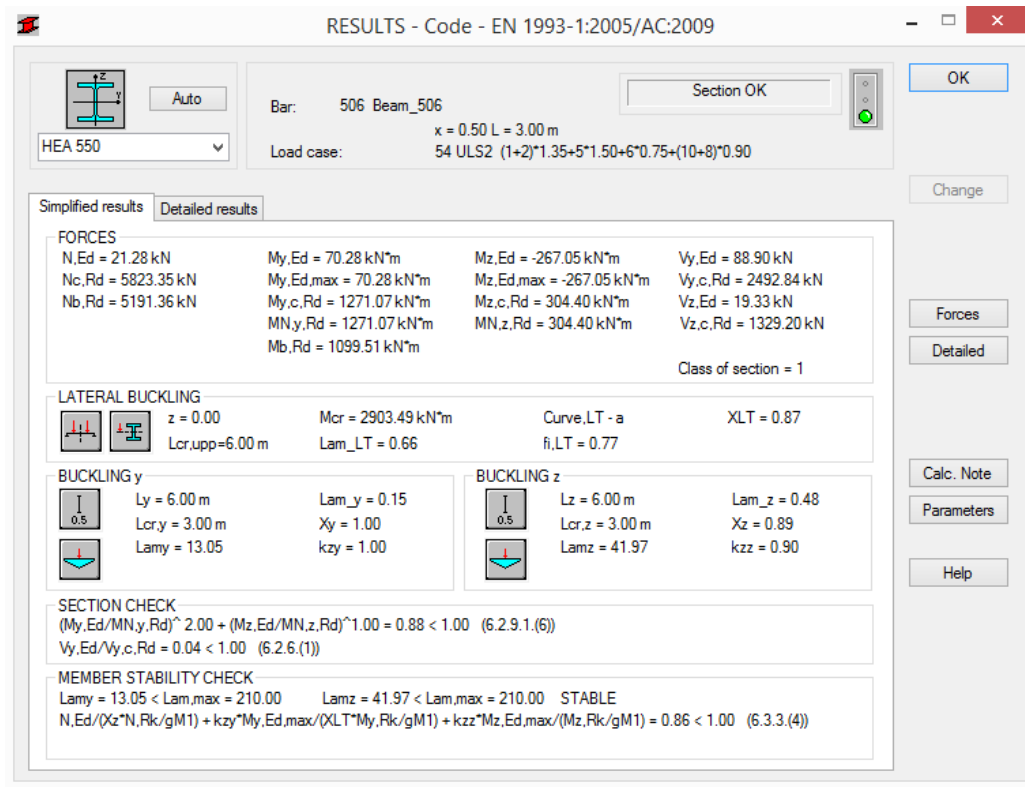 RESULTS - Code - EN 1993-1:2005/AC:2009
z
y
Auto
HEA 550
Bar: 506 Beam_506
Section OK
x = 0.50 L = 3.00 m
Load case: 54 ULS2 (1+2)*1.35+5*1.50+6*0.75+(10+8)*0.90
OK
Change
Forces
Detailed
Calc. Note
Parameters
Help
Simplified results Detailed results
FORCES
N,Ed = 21.28 kN My,Ed = 70.28 kN*m Mz,Ed = -267.05 kN*m Vy,Ed = 88.90 kN
Nc,Rd = 5823.35 kN My,Ed,max = 70.28 kN*m Mz,Ed,max = -267.05 kN*m Vy,c,Rd = 2492.84 kN
Nb,Rd = 5191.36 kN My,c,Rd = 1271.07 kN*m Mz,c,Rd = 304.40 kN*m Vz,Ed = 19.33 kN
MN,y,Rd = 1271.07 kN*m MN,z,Rd = 304.40 kN*m Vz,c,Rd = 1329.20 kN
Mb,Rd = 1099.51 kN*m
Class of section = 1
LATERAL BUCKLING
z = 0.00 Mcr = 2903.49 kN*m Curve,LT - a XLT = 0.87
Lcr,upp=6.00 m Lam_LT = 0.66 fi,LT = 0.77
BUCKLING y
0.5
Ly = 6.00 m Lam_y = 0.15
Lcr,y = 3.00 m Xy = 1.00
Lamy = 13.05 kzy = 1.00
BUCKLING z
0.5
Lz = 6.00 m Lam_z = 0.48
Lcr,z = 3.00 m Xz = 0.89
Lamz = 41.97 kzz = 0.90
SECTION CHECK
(My,Ed/MN,y,Rd)^ 2.00 + (Mz,Ed/MN,z,Rd)^1.00 = 0.88 < 1.00 (6.2.9.1.(6))
Vy,Ed/Vy,c,Rd = 0.04 < 1.00 (6.2.6.(1))
MEMBER STABILITY CHECK
Lamy = 13.05 < Lam,max = 210.00 Lamz = 41.97 < Lam,max = 210.00 STABLE
N,Ed/(Xz*N,Rk/gM1) + kzy*My,Ed,max/(XLT*My,Rk/gM1) + kzz*Mz,Ed,max/(Mz,Rk/gM1) = 0.86 < 1.00 (6.3.3.(4))